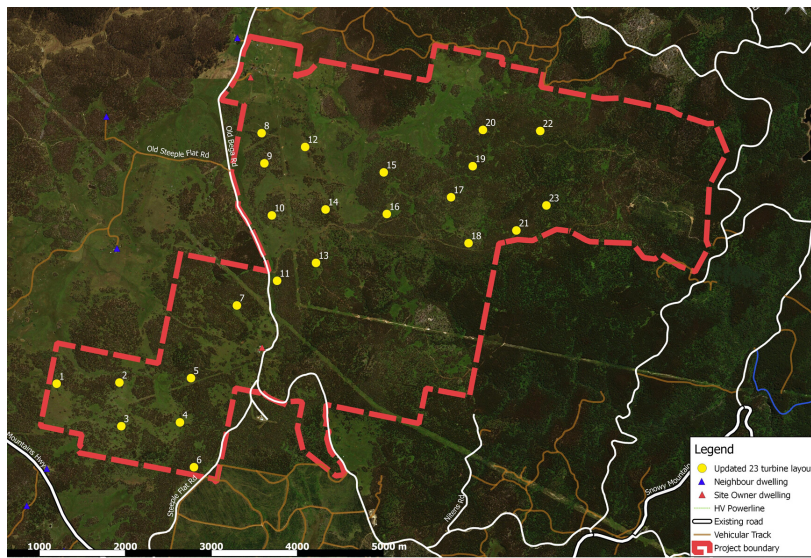 8
12
20
22
Old Bega Rd
Old Steeple Flat Rd
9
15
19
17
10
14
16
23
21
18
13
11
7
1
2
5
3
4
6
Mountains Hwy
Steeple Flat Rd
Nitens Rd
Snowy Mountain
1000
2000
3000
4000
5000 m
Legend
Updated 23 turbine layou
Neighbour dwelling
Site Owner dwelling
HV Powerline
Existing road
Vehicular Track
Project boundary